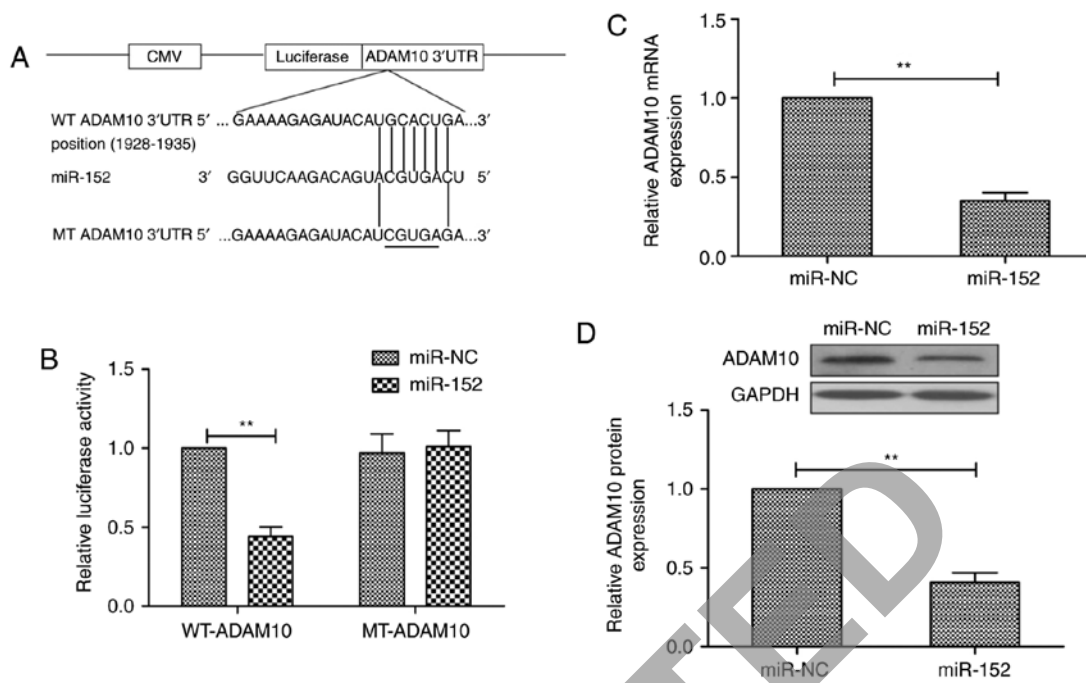 A
CMV
Luciferase
ADAM10 3′UTR
WT ADAM10 3′UTR 5′ ...GAAAAGAGAUACAUGCACUGA...3′
position (1928-1935)
miR-152 3′ GGUUCAAGACAGUACGUGACU 5′
MT ADAM10 3′UTR 5′ ...GAAAAGAGAUACAUCGUGAGA...3′
B
miR-NC
miR-152
Relative luciferase activity
1.5
1.0
0.5
0.0
**
WT-ADAM10 MT-ADAM10
C
Relative ADAM10 mRNA
expression
1.5
1.0
0.5
0.0
**
miR-NC miR-152
D
miR-NC miR-152
ADAM10
GAPDH
Relative ADAM10 protein
expression
1.5
1.0
0.5
0.0
**
miR-NC miR-152
TED